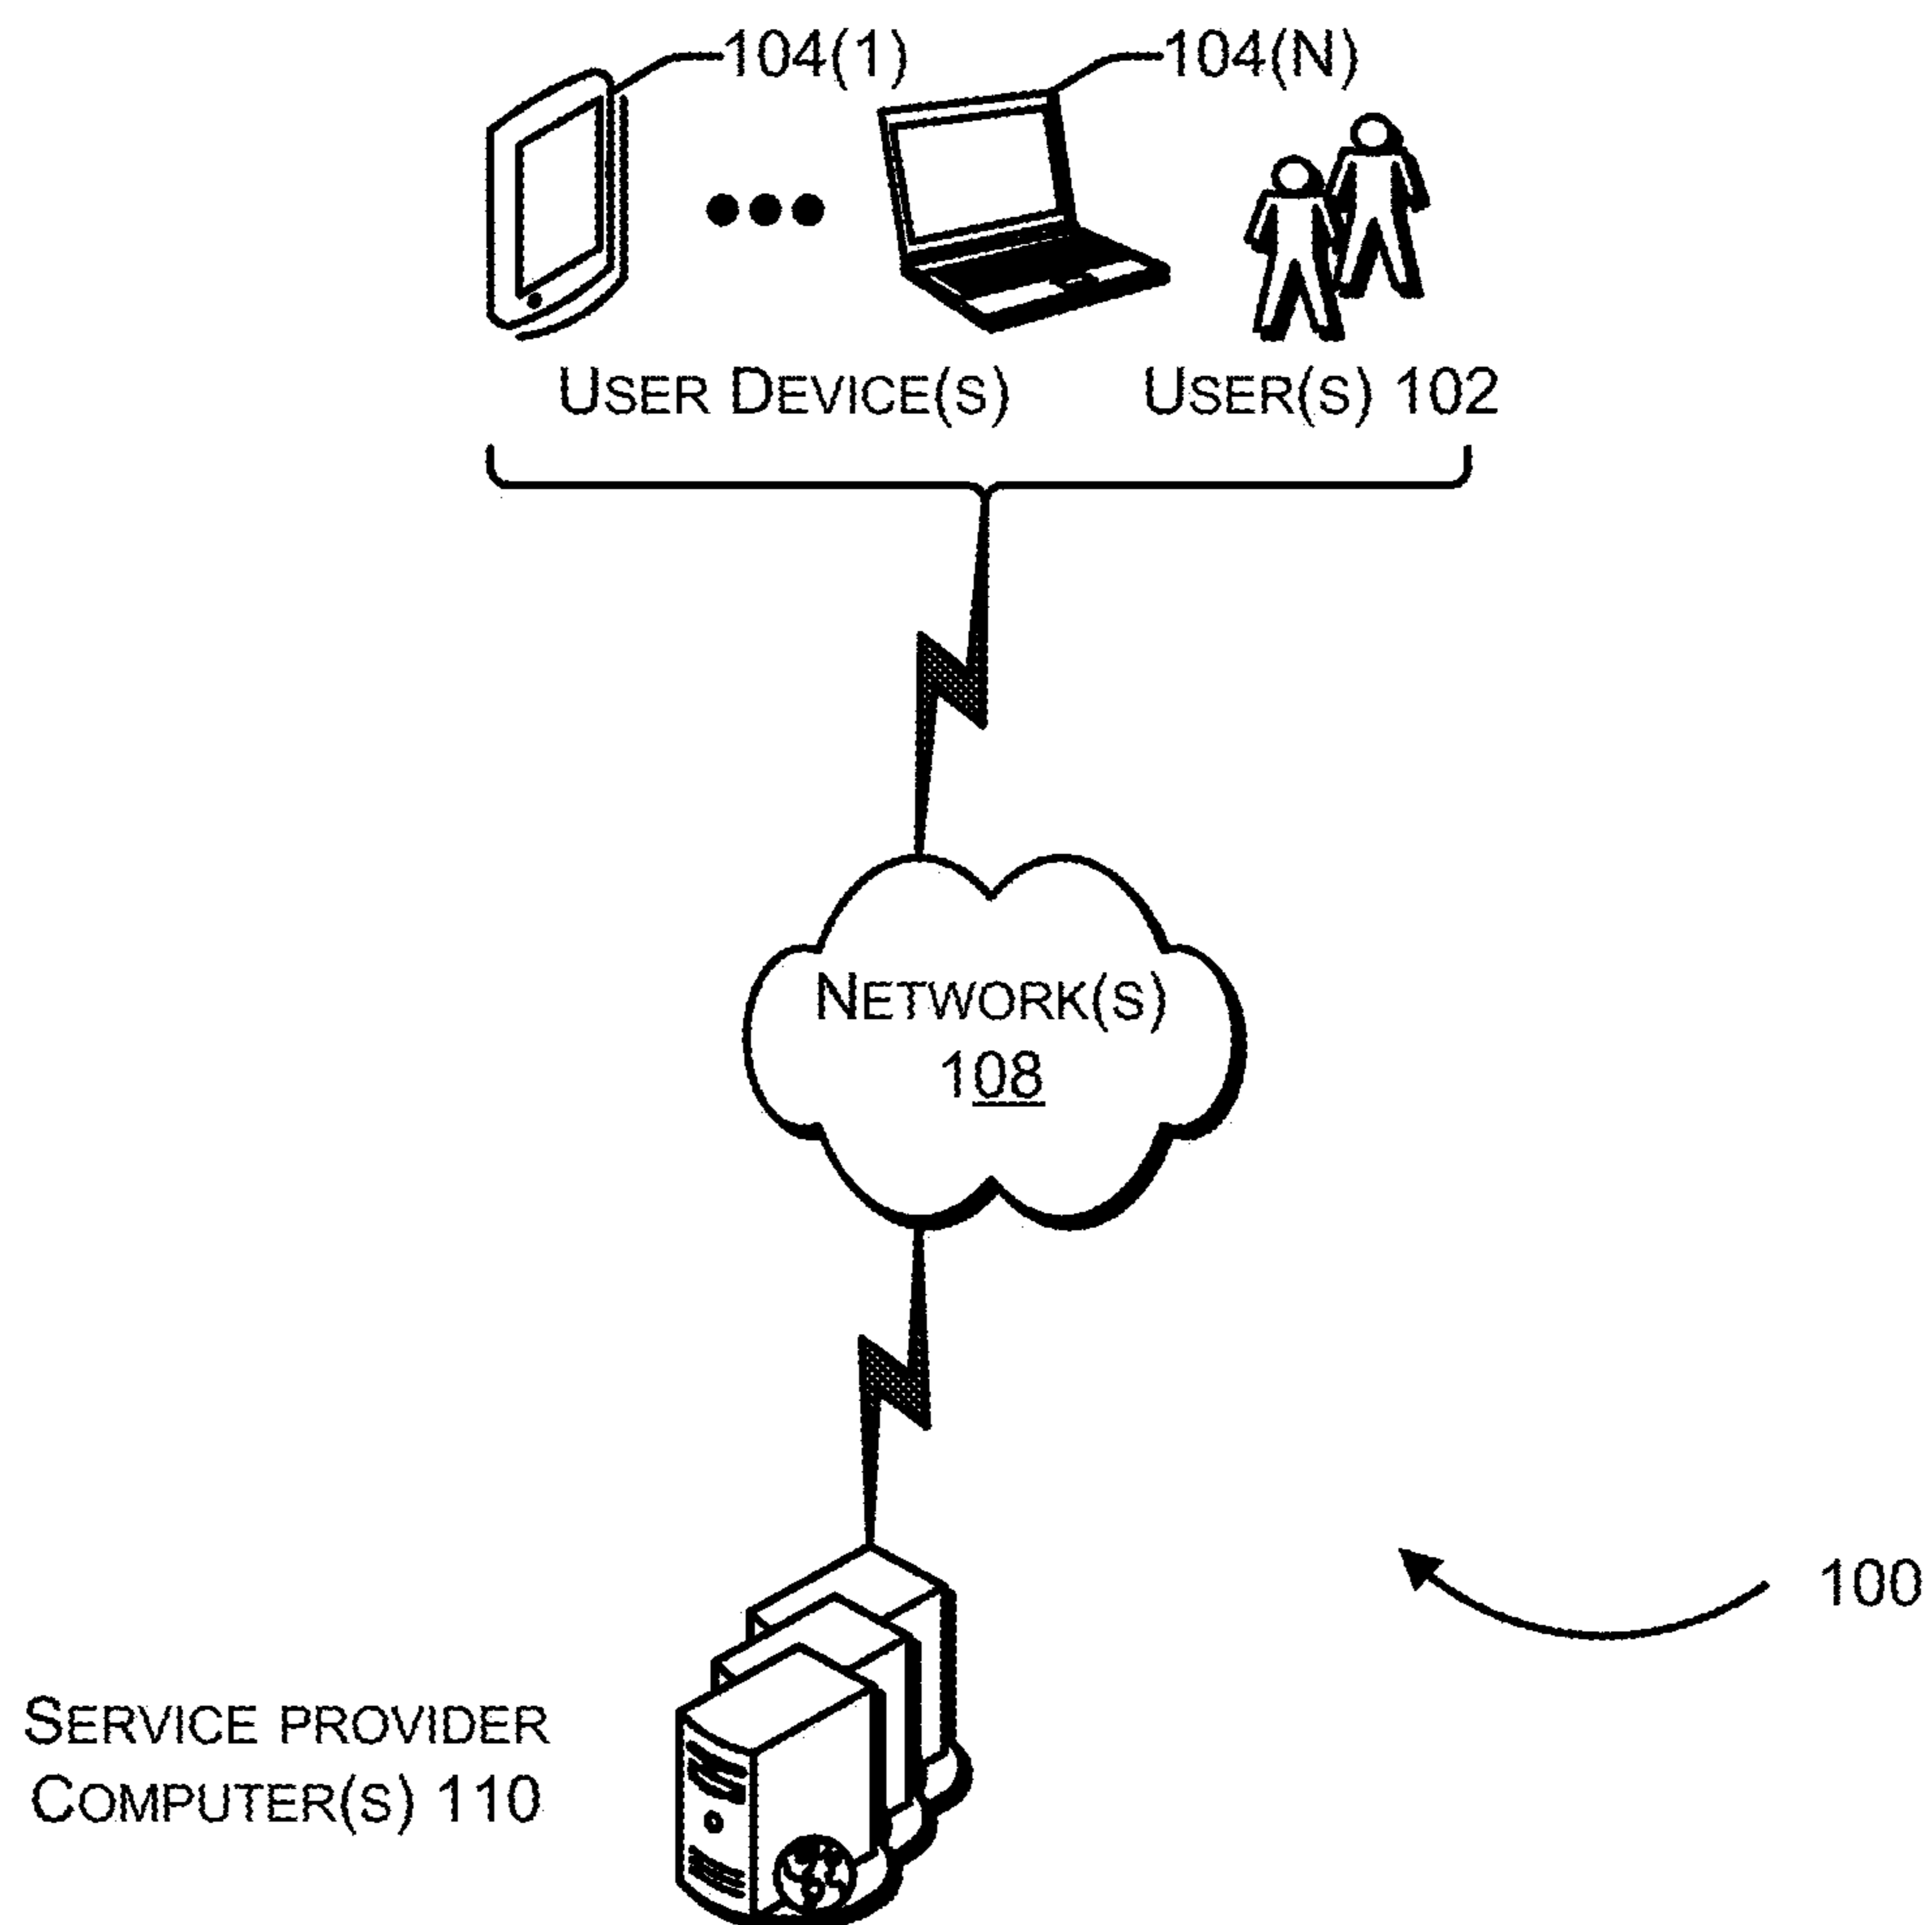 104(1) 104(N)
USER DEVICE(S) USER(S) 102
NETWORK(S)
108
100
SERVICE PROVIDER
COMPUTER(S) 110